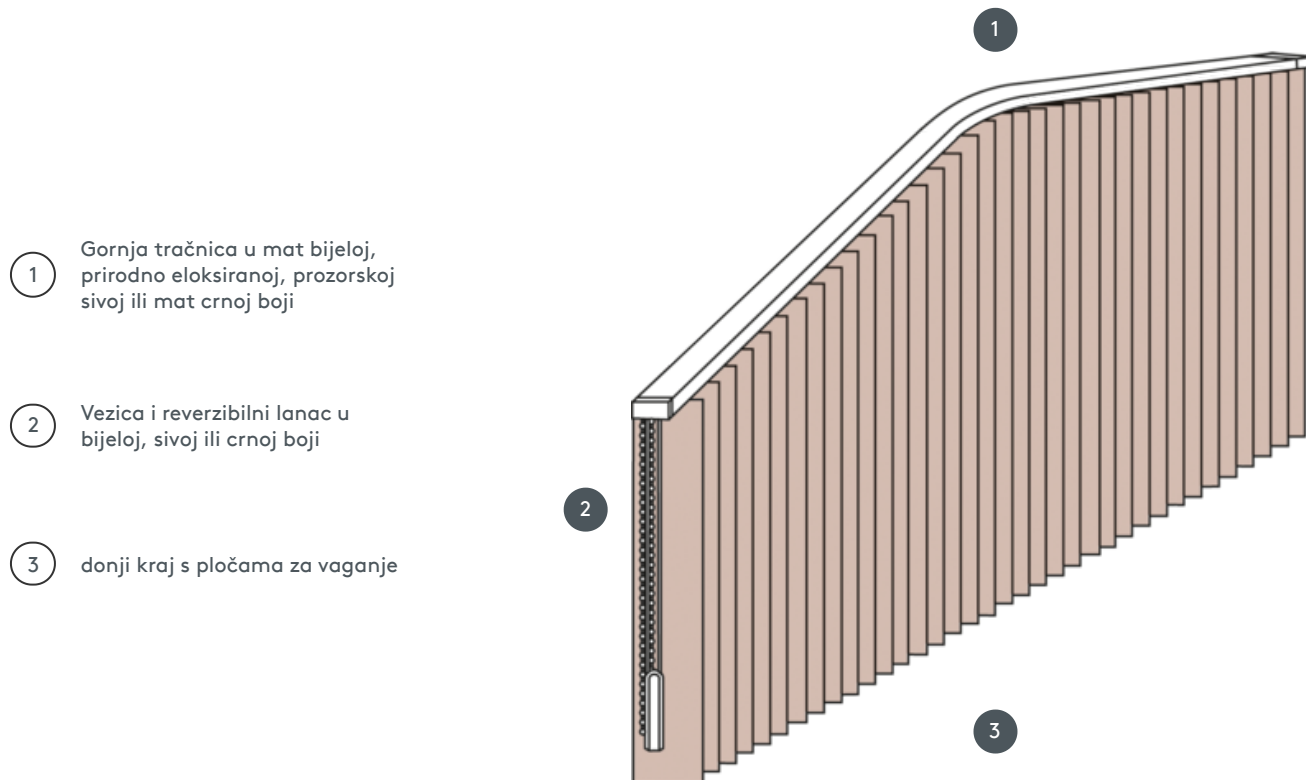 1
Gornja tračnica u mat bijeloj,
prirodno eloksiranoj, prozorskoj
sivoj ili mat crnoj boji
2
Vezica i reverzibilni lanac u
bijeloj, sivoj ili crnoj boji
3
donji kraj s pločama za vaganje
1
2
3